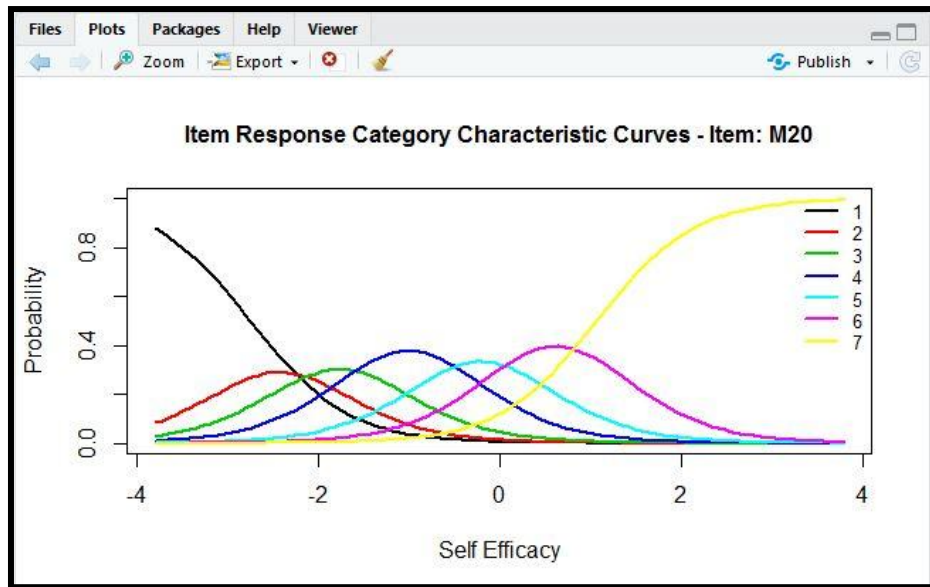 Files Plots Packages Help Viewer
Zoom Export Publish
Item Response Category Characteristic Curves - Item: M20
Probability
0.0 0.4 0.8
1
2
3
4
5
6
7
-4 -2 0 2 4
Self Efficacy